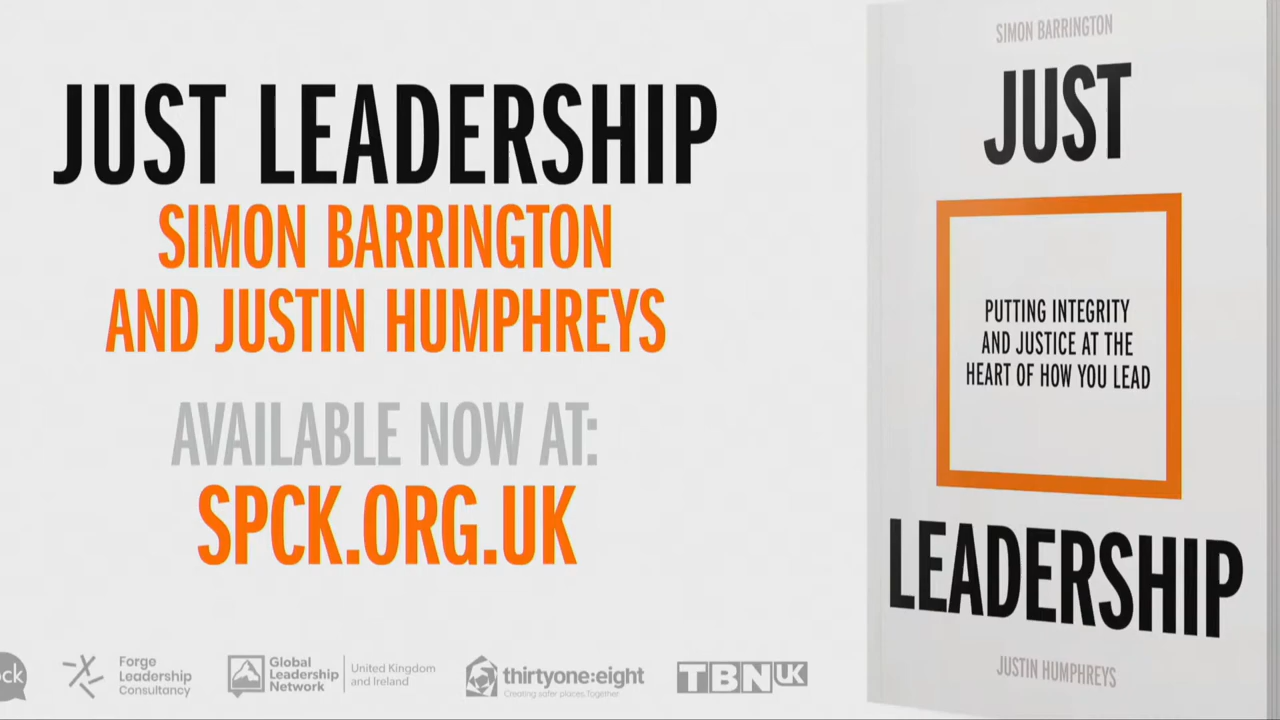 JUST LEADERSHIP
SIMON BARRINGTON
AND JUSTIN HUMPHREYS
AVAILABLE NOW AT:
SPCK.ORG.UK
Forge
Leadership
Consultancy
Global
Leadership
Network
United Kingdom
and Ireland
thirtyone:eight
Creating safer places. Together.
TBN UK
SIMON BARRINGTON
JUST
PUTTING INTEGRITY
AND JUSTICE AT THE
HEART OF HOW YOU LEAD
LEADERSHIP
JUSTIN HUMPHREYS